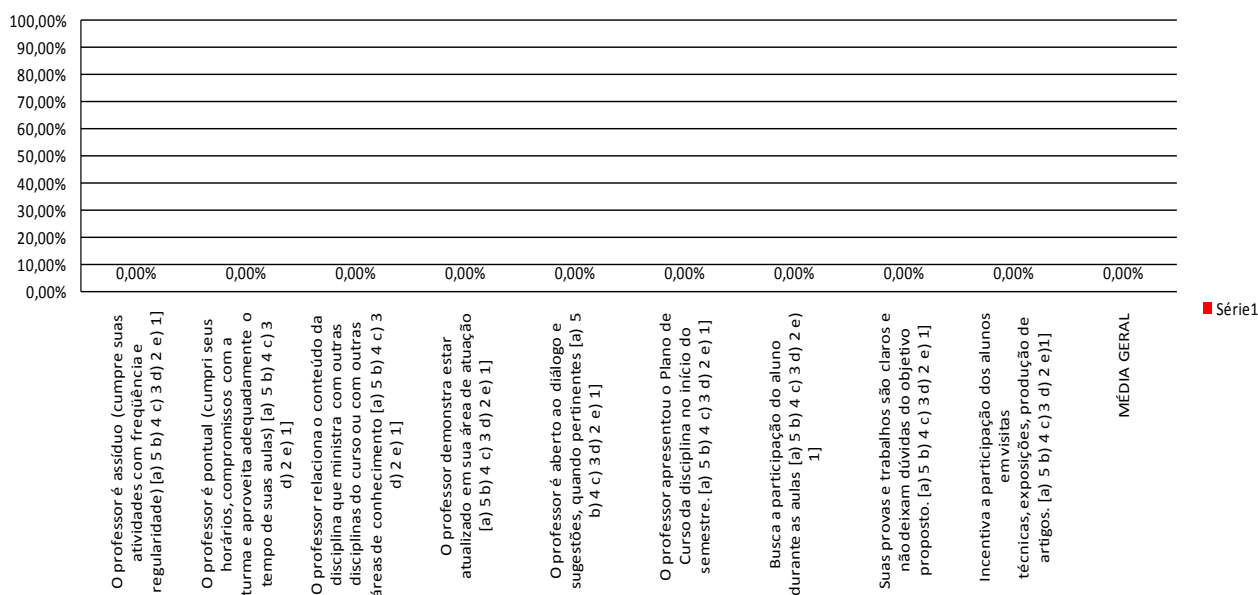 100,00%
90,00%
80,00%
70,00%
60,00%
50,00%
40,00%
30,00%
20,00%
10,00%
0,00%
0,00%
0,00%
0,00%
0,00%
0,00%
0,00%
0,00%
0,00%
0,00%
0,00%
O professor é assíduo (cumpre suas
atividades com freqüência e
regularidade) [a) 5 b) 4 c) 3 d) 2 e) 1]
O professor é pontual (cumpri seus
horários, compromissos com a
turma e aproveita adequadamente o
tempo de suas aulas) [a) 5 b) 4 c) 3
d) 2 e) 1]
O professor relaciona o conteúdo da
disciplina que ministra com outras
disciplinas do curso ou com outras
áreas de conhecimento [a) 5 b) 4 c) 3
d) 2 e) 1]
O professor demonstra estar
atualizado em sua área de atuação
[a) 5 b) 4 c) 3 d) 2 e) 1]
O professor é aberto ao diálogo e
sugestões, quando pertinentes [a) 5
b) 4 c) 3 d) 2 e) 1]
O professor apresentou o Plano de
Curso da disciplina no início do
semestre. [a) 5 b) 4 c) 3 d) 2 e) 1]
Busca a participação do aluno
durante as aulas [a) 5 b) 4 c) 3 d) 2 e)
1]
Suas provas e trabalhos são claros e
não deixam dúvidas do objetivo
proposto. [a) 5 b) 4 c) 3 d) 2 e) 1]
Incentiva a participação dos alunos
em visitas
técnicas, exposições, produção de
artigos. [a) 5 b) 4 c) 3 d) 2 e)1]
MÉDIA GERAL
Série1